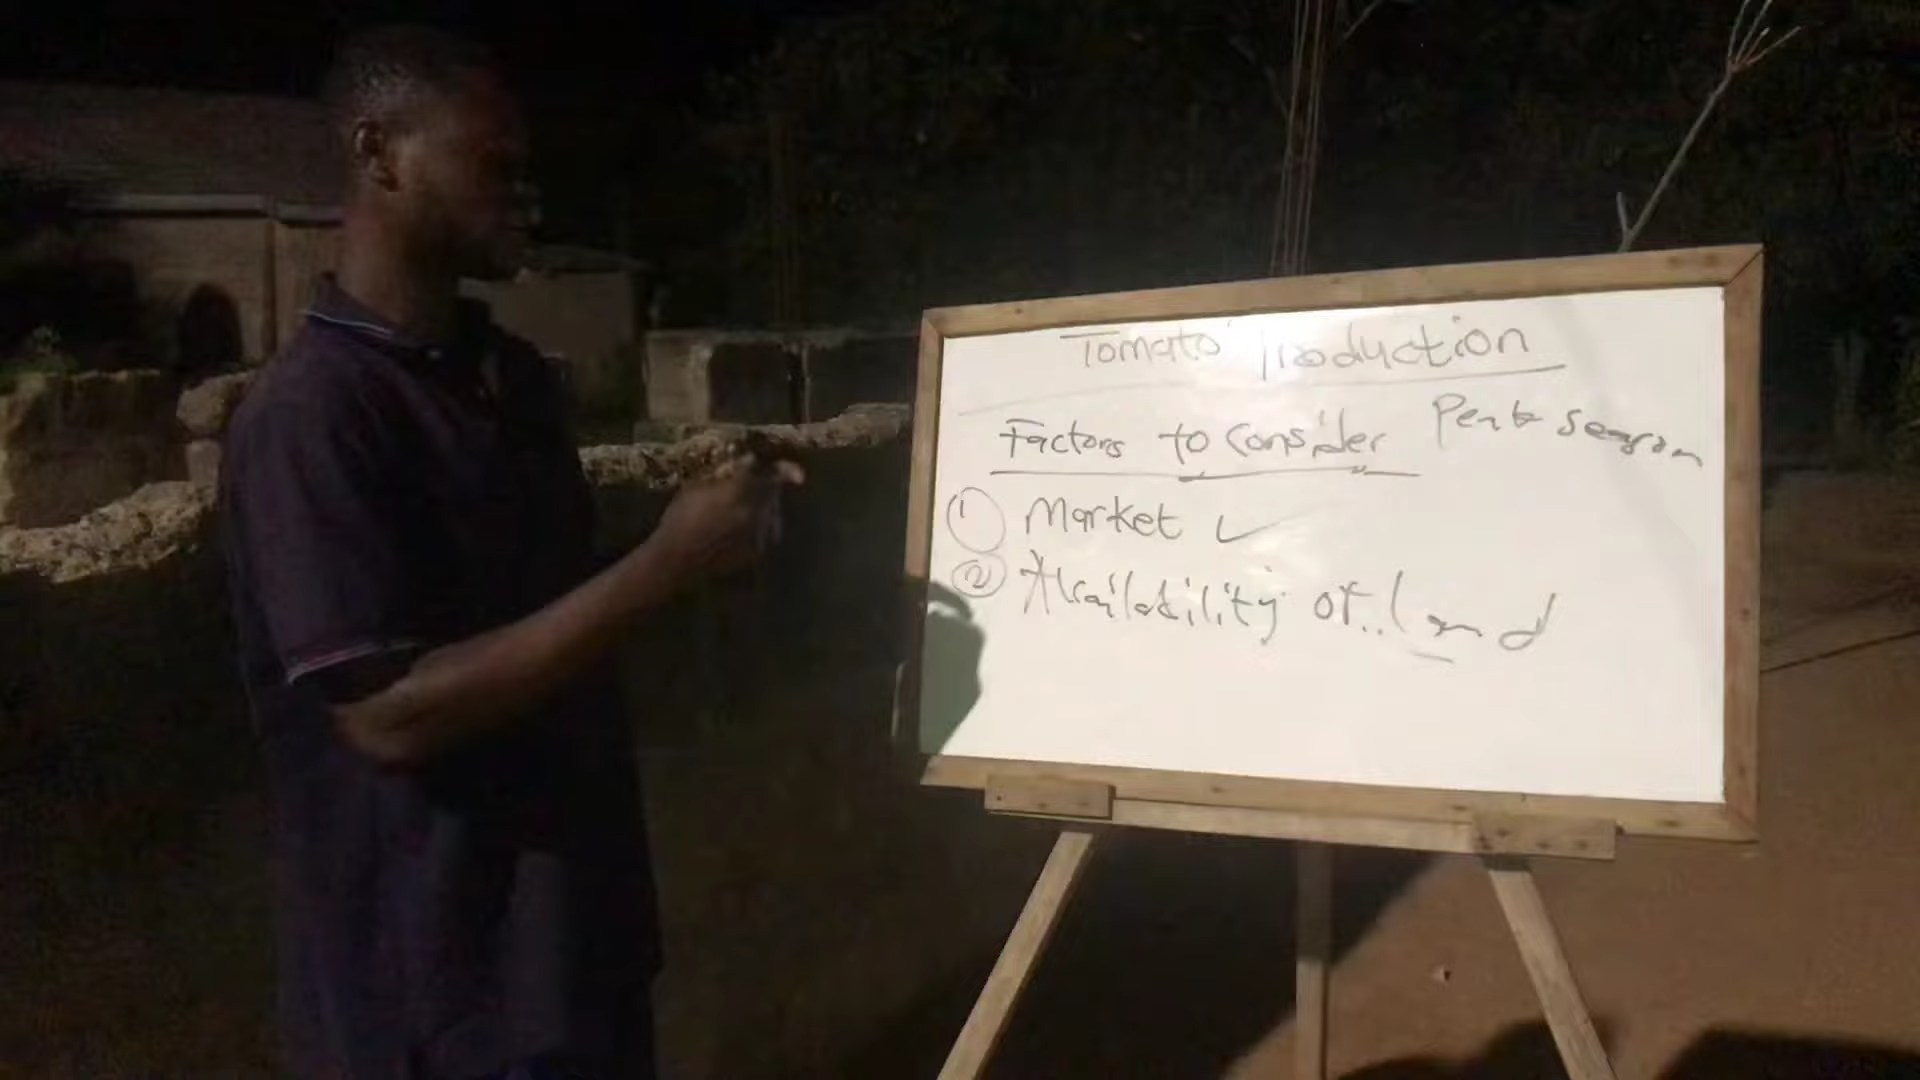 Tomato Production
Factors to Consider
Peak season
① Market ✓
② Availability of land